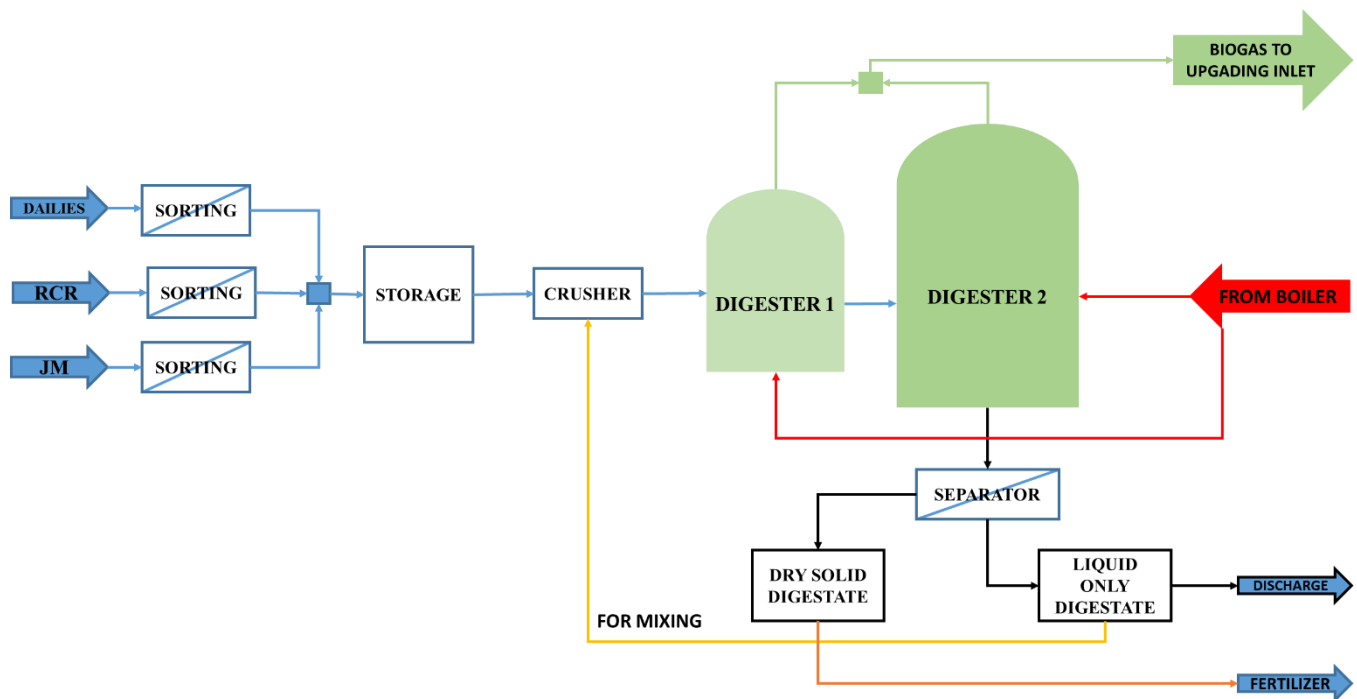 BIOGAS TO
UPGADING INLET
DAILIES
SORTING
RCR
SORTING
STORAGE
CRUSHER
DIGESTER 1
DIGESTER 2
FROM BOILER
JM
SORTING
SEPARATOR
DRY SOLID
DIGESTATE
LIQUID
ONLY
DIGESTATE
DISCHARGE
FOR MIXING
FERTILIZER